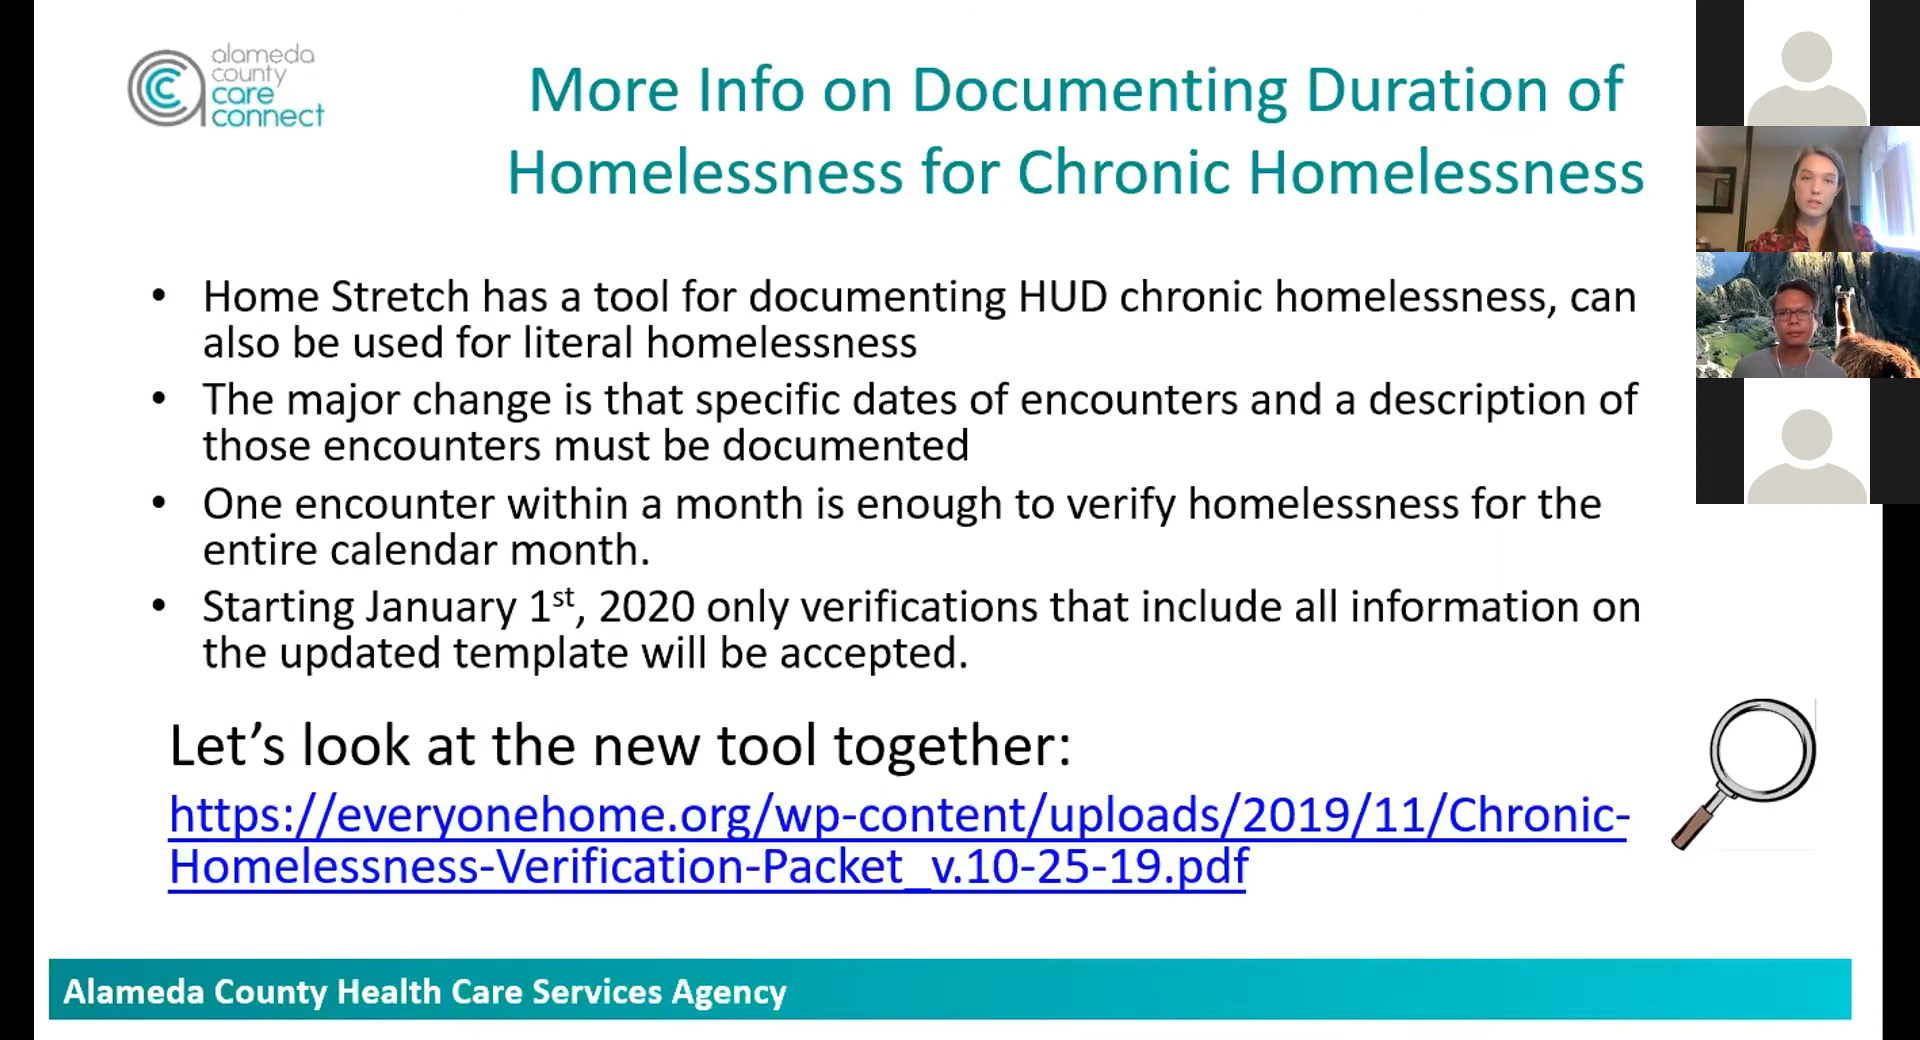 alameda
county
care
connect
More Info on Documenting Duration of
Homelessness for Chronic Homelessness
• Home Stretch has a tool for documenting HUD chronic homelessness, can
also be used for literal homelessness
• The major change is that specific dates of encounters and a description of
those encounters must be documented
• One encounter within a month is enough to verify homelessness for the
entire calendar month.
• Starting January 1st, 2020 only verifications that include all information on
the updated template will be accepted.
Let’s look at the new tool together:
https://everyonehome.org/wp-content/uploads/2019/11/Chronic-
Homelessness-Verification-Packet_v.10-25-19.pdf
Alameda County Health Care Services Agency